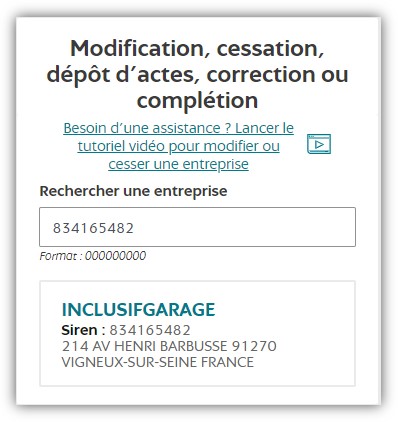 Modification, cessation,
dépôt d'actes, correction ou
complétion
Besoin d'une assistance ? Lancer le
tutoriel vidéo pour modifier ou
cesser une entreprise
Rechercher une entreprise
834165482
Format : 000000000
INCLUSIFGARAGE
Siren : 834165482
214 AV HENRI BARBUSSE 91270
VIGNEUX-SUR-SEINE FRANCE